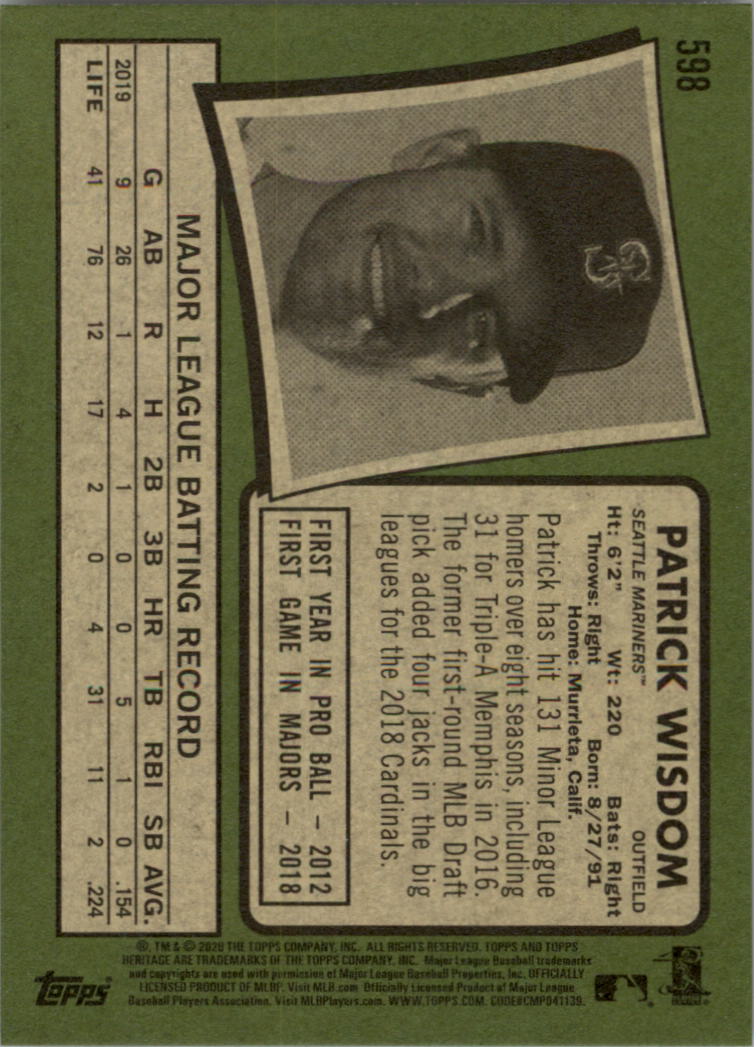 598
PATRICK WISDOM
SEATTLE MARINERS™ OUTFIELD
Ht: 6'2" Wt: 220 Bats: Right
Throws: Right Born: 8/27/91
Home: Murrieta, Calif.
Patrick has hit 131 Minor League
homers over eight seasons, including
31 for Triple-A Memphis in 2016.
The former first-round MLB Draft
pick added four jacks in the big
leagues for the 2018 Cardinals.
FIRST YEAR IN PRO BALL – 2012
FIRST GAME IN MAJORS – 2018
MAJOR LEAGUE BATTING RECORD
G AB R H 2B 3B HR TB RBI SB AVG.
2019 9 26 1 4 1 0 0 5 1 0 .154
LIFE 41 76 12 17 2 0 4 31 11 2 .224
®, TM & © 2020 THE TOPPS COMPANY, INC. ALL RIGHTS RESERVED. TOPPS AND TOPPS
HERITAGE ARE TRADEMARKS OF THE TOPPS COMPANY, INC. Major League Baseball trademarks
and copyrights are used with permission of Major League Baseball Properties, Inc. OFFICIALLY
LICENSED PRODUCT OF MLBP. Visit MLB.com Officially Licensed Product of Major League
Baseball Players Association. Visit MLBPlayers.com. WWW.TOPPS.COM. CODE#CMP041139.
topps®